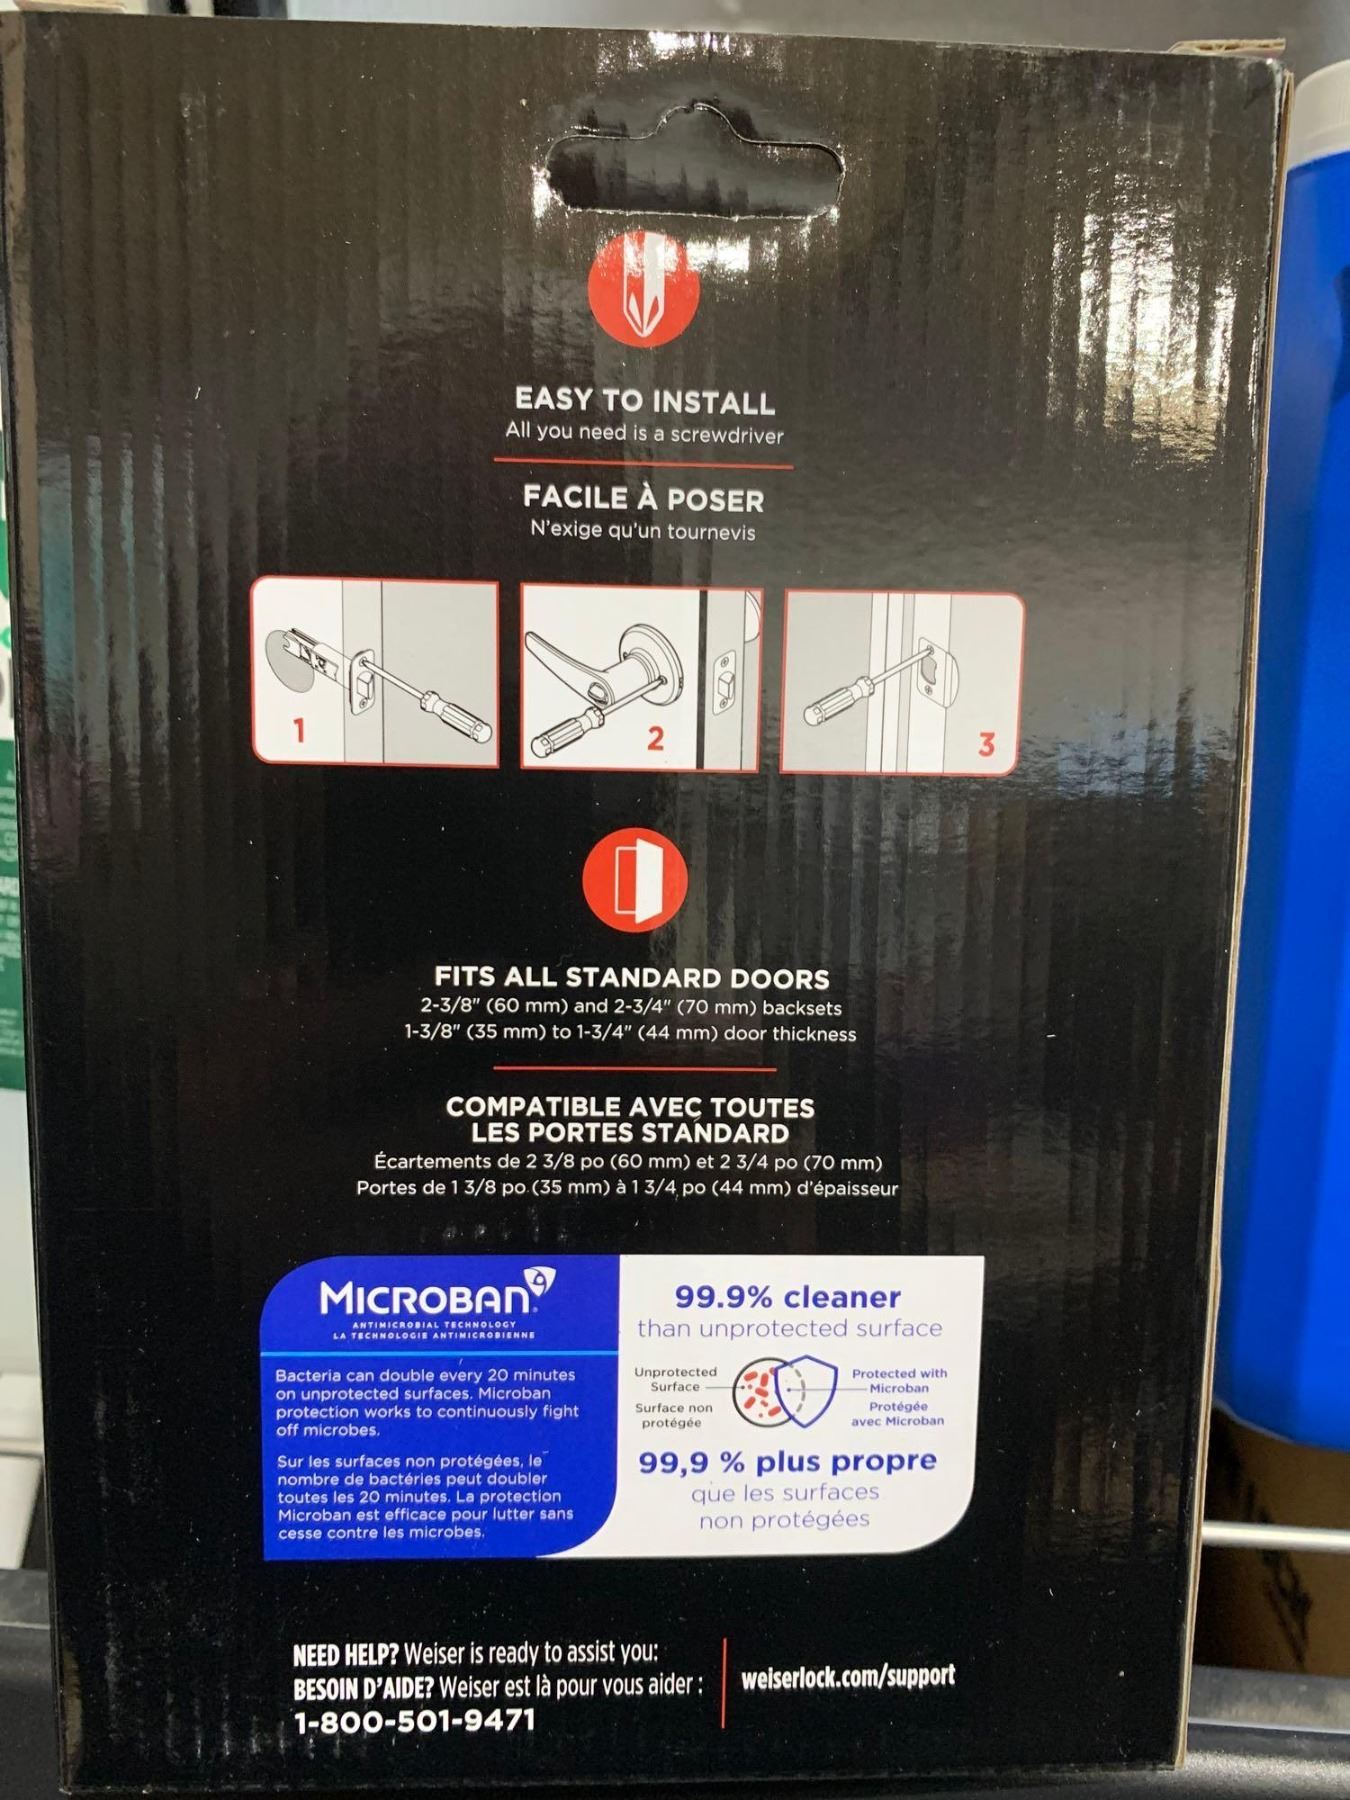 EASY TO INSTALL
All you need is a screwdriver
FACILE À POSER
N'exige qu'un tournevis
1
2
3
FITS ALL STANDARD DOORS
2-3/8" (60 mm) and 2-3/4" (70 mm) backsets
1-3/8" (35 mm) to 1-3/4" (44 mm) door thickness
COMPATIBLE AVEC TOUTES
LES PORTES STANDARD
Écartements de 2 3/8 po (60 mm) et 2 3/4 po (70 mm)
Portes de 1 3/8 po (35 mm) à 1 3/4 po (44 mm) d'épaisseur
MICROBAN®
ANTIMICROBIAL TECHNOLOGY
LA TECHNOLOGIE ANTIMICROBIENNE
Bacteria can double every 20 minutes
on unprotected surfaces. Microban
protection works to continuously fight
off microbes.
Sur les surfaces non protégées, le
nombre de bactéries peut doubler
toutes les 20 minutes. La protection
Microban est efficace pour lutter sans
cesse contre les microbes.
99.9% cleaner
than unprotected surface
Unprotected
Surface
Surface non
protégée
Protected with
Microban
Protégée
avec Microban
99,9 % plus propre
que les surfaces
non protégées
NEED HELP? Weiser is ready to assist you:
BESOIN D'AIDE? Weiser est là pour vous aider :
1-800-501-9471
weiserlock.com/support